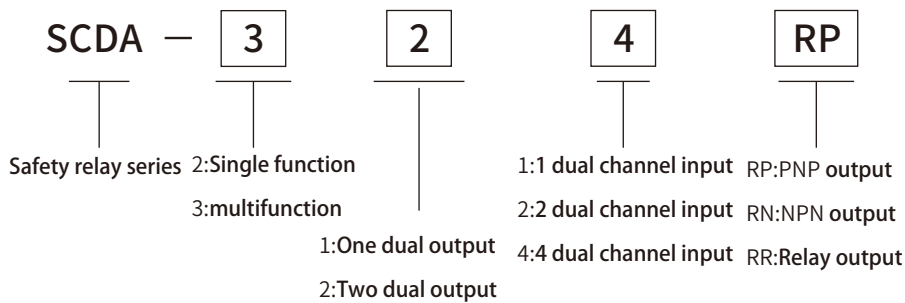 SCDA — 3 2 4 RP
Safety relay series
2:Single function
3:multifunction
1:One dual output
2:Two dual output
1:1 dual channel input
2:2 dual channel input
4:4 dual channel input
RP:PNP output
RN:NPN output
RR:Relay output